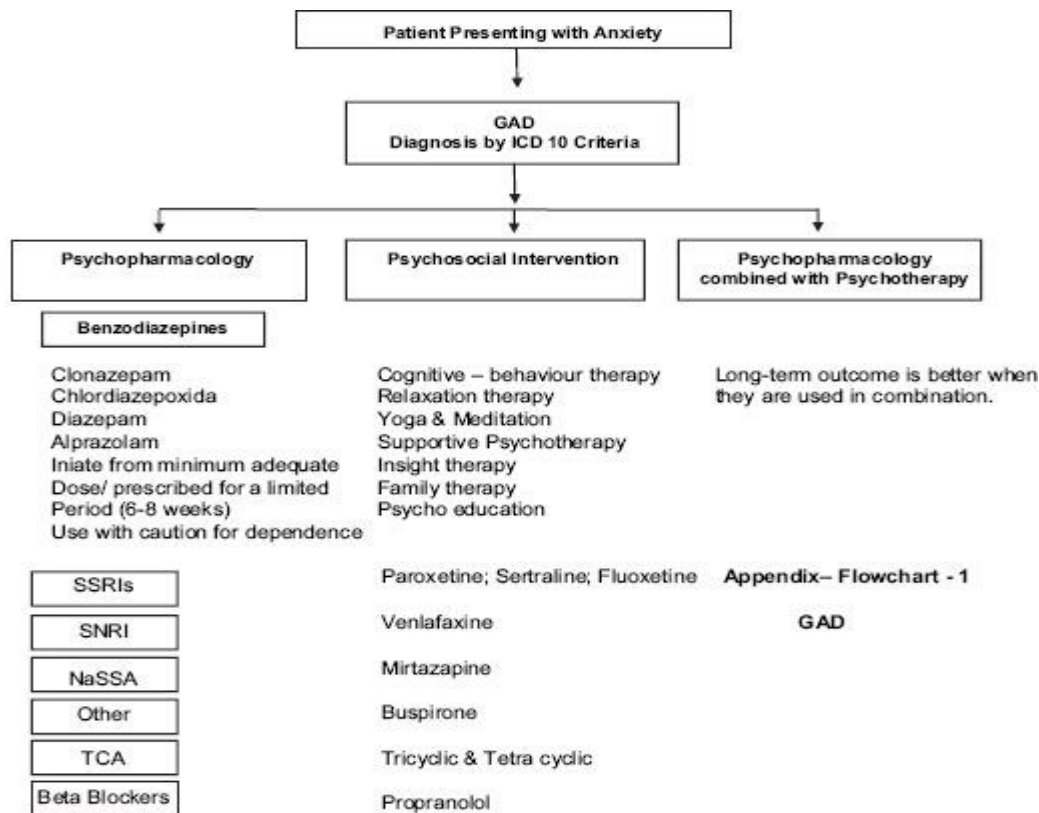 Patient Presenting with Anxiety
GAD
Diagnosis by ICD 10 Criteria
Psychopharmacology
Psychosocial Intervention
Psychopharmacology
combined with Psychotherapy
Benzodiazepines
Clonazepam
Chlordiazepoxida
Diazepam
Alprazolam
Iniate from minimum adequate
Dose/ prescribed for a limited
Period (6-8 weeks)
Use with caution for dependence
Cognitive – behaviour therapy
Relaxation therapy
Yoga & Meditation
Supportive Psychotherapy
Insight therapy
Family therapy
Psycho education
Long-term outcome is better when
they are used in combination.
SSRIs
Paroxetine; Sertraline; Fluoxetine
Appendix– Flowchart - 1
SNRI
Venlafaxine
GAD
NaSSA
Mirtazapine
Other
Buspirone
TCA
Tricyclic & Tetra cyclic
Beta Blockers
Propranolol